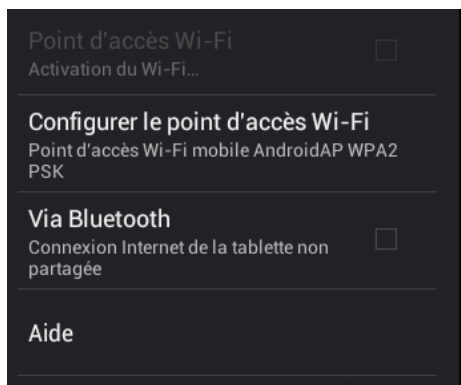 Point d'accès Wi-Fi
Activation du Wi-Fi...
Configurer le point d'accès Wi-Fi
Point d'accès Wi-Fi mobile AndroidAP WPA2
PSK
Via Bluetooth
Connexion Internet de la tablette non
partagée
Aide